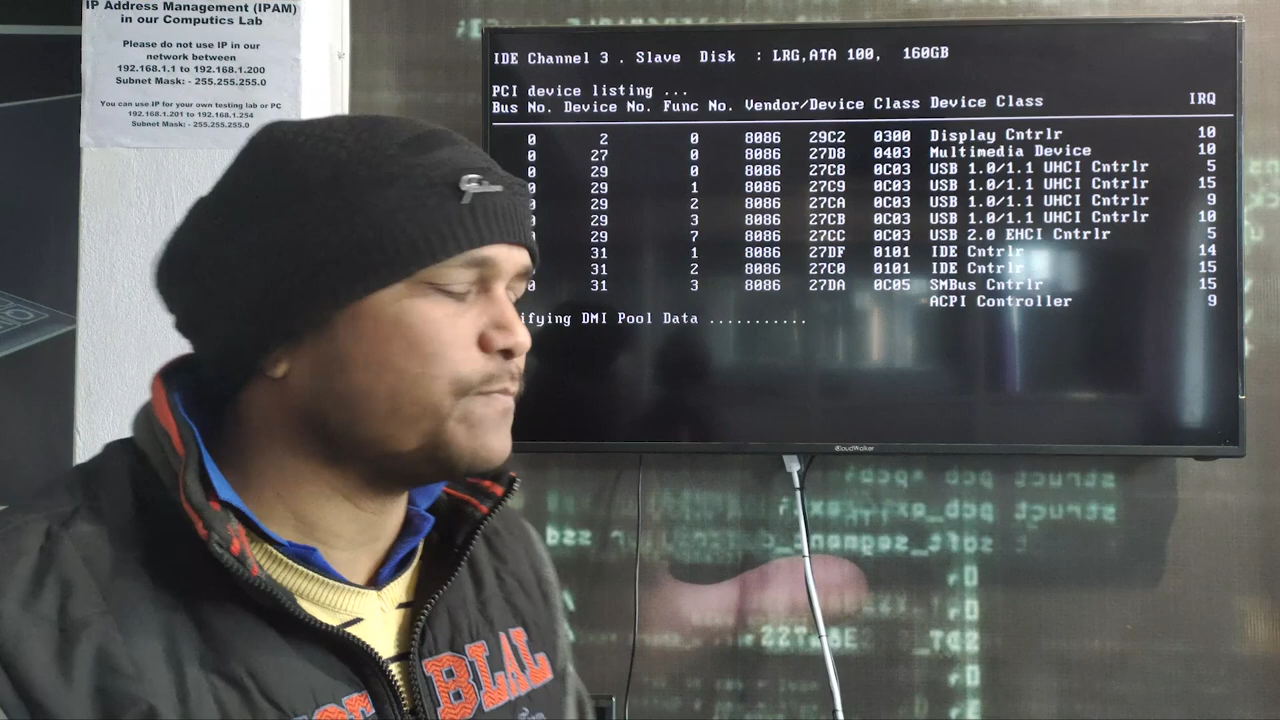 IP Address Management (IPAM)
in our Computics Lab
Please do not use IP in our
network between
192.168.1.1 to 192.168.1.200
Subnet Mask: - 255.255.255.0
You can use IP for your own testing lab or PC
192.168.1.201 to 192.168.1.254
Subnet Mask: - 255.255.255.0
IDE Channel 3 . Slave Disk : LRG,ATA 100, 160GB
PCI device listing ...
Bus No. Device No. Func No. Vendor/Device Class Device Class IRQ
0 2 0 8086 29C2 0300 Display Cntrlr 10
0 27 0 8086 27D8 0403 Multimedia Device 10
0 29 0 8086 27C8 0C03 USB 1.0/1.1 UHCI Cntrlr 5
0 29 1 8086 27C9 0C03 USB 1.0/1.1 UHCI Cntrlr 15
0 29 2 8086 27CA 0C03 USB 1.0/1.1 UHCI Cntrlr 9
29 3 8086 27CB 0C03 USB 1.0/1.1 UHCI Cntrlr 10
29 7 8086 27CC 0C03 USB 2.0 EHCI Cntrlr 5
31 1 8086 27DF 0101 IDE Cntrlr 14
31 2 8086 27C0 0101 IDE Cntrlr 15
31 3 8086 27DA 0C05 SMBus Cntrlr 15
ACPI Controller 9
ifying DMI Pool Data ...........
CloudWalker
struct pcb *pcb
struct pcb
BLAL